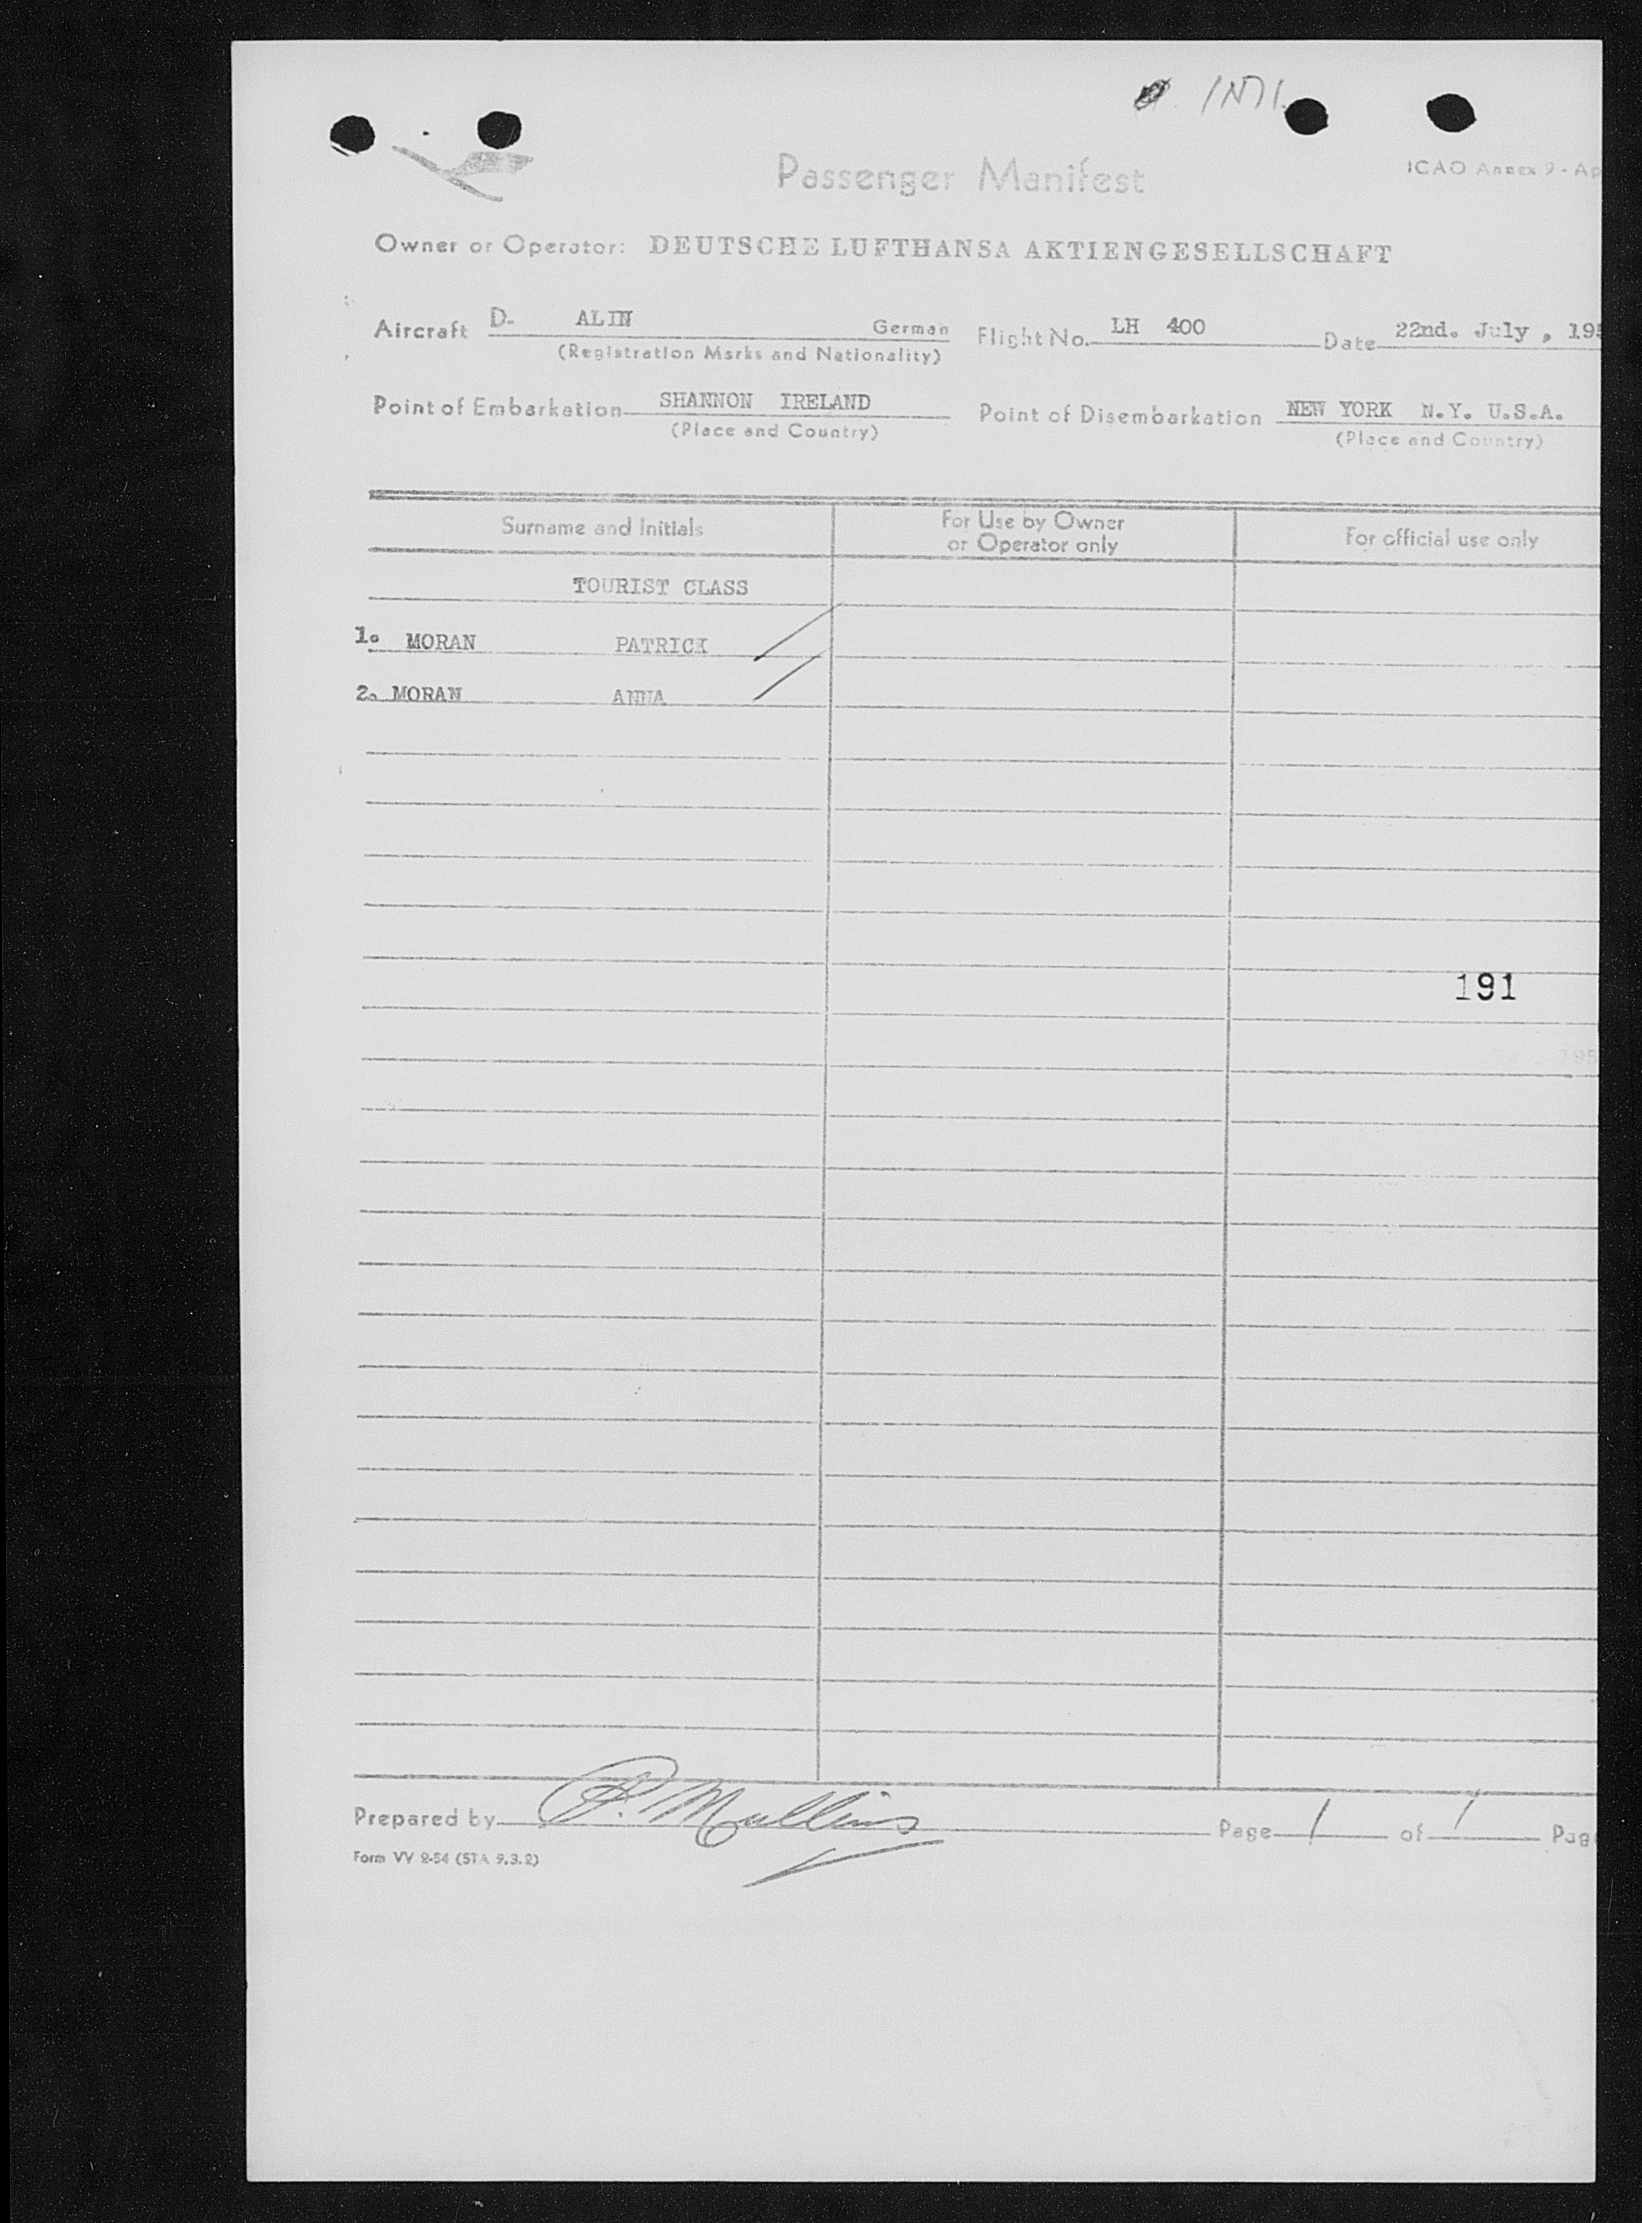 Passenger Manifest
ICAO Annex 9 - Ap
Owner or Operator: DEUTSCHE LUFTHANSA AKTIENGESELLSCHAFT
Aircraft D- ALIN German Flight No. LH 400 Date 22nd. July , 195
(Registration Marks and Nationality)
Point of Embarkation SHANNON IRELAND Point of Disembarkation NEW YORK N.Y. U.S.A.
(Place and Country) (Place and Country)
Surname and Initials For Use by Owner or Operator only For official use only
TOURIST CLASS
1. MORAN PATRICK
2. MORAN ANNA
191
Prepared by P. Mullins Page 1 of 1 Pag
Form VV 2-54 (STA 9.3.2)